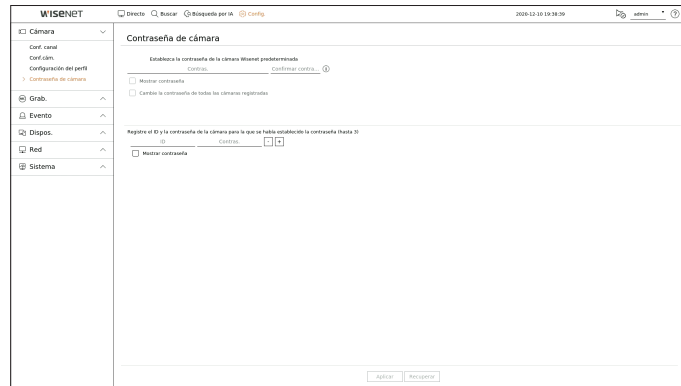 WISENET
Directo Buscar Búsqueda por IA Config.
2020-12-10 19:38:39
admin
Cámara
Conf. canal
Conf.cám.
Configuración del perfil
> Contraseña de cámara
Grab.
Evento
Dispos.
Red
Sistema
Contraseña de cámara
Establezca la contraseña de la cámara Wisenet predeterminada
Contras. Confirmar contra...
Mostrar contraseña
Cambie la contraseña de todas las cámaras registradas
Registre el ID y la contraseña de la cámara para la que se había establecido la contraseña (hasta 3)
ID Contras. - +
Mostrar contraseña
Aplicar Recuperar